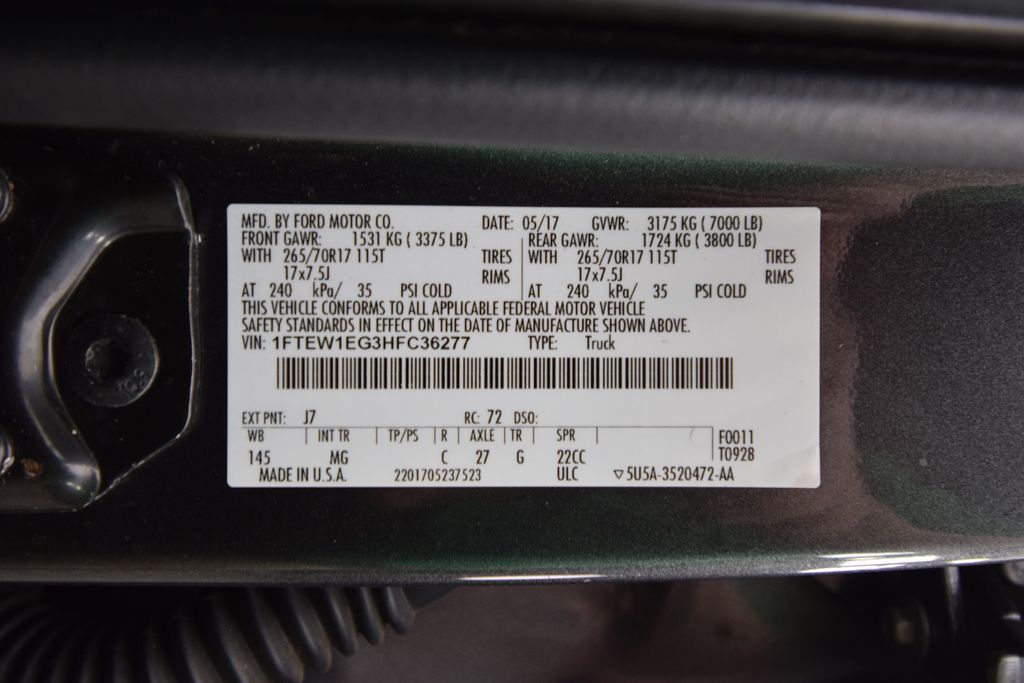 MFD. BY FORD MOTOR CO. DATE: 05/17 GVWR: 3175 KG ( 7000 LB)
FRONT GAWR: 1531 KG ( 3375 LB) REAR GAWR: 1724 KG ( 3800 LB)
WITH 265/70R17 115T TIRES WITH 265/70R17 115T TIRES
17x7.5J RIMS 17x7.5J RIMS
AT 240 kPa/ 35 PSI COLD AT 240 kPa/ 35 PSI COLD
THIS VEHICLE CONFORMS TO ALL APPLICABLE FEDERAL MOTOR VEHICLE
SAFETY STANDARDS IN EFFECT ON THE DATE OF MANUFACTURE SHOWN ABOVE.
VIN: 1FTEW1EG3HFC36277 TYPE: Truck
EXT PNT: J7 RC: 72 DSO:
WB INT TR TP/PS R AXLE TR SPR F0011
145 MG C 27 G 22CC T0928
MADE IN U.S.A. 2201705237523 ULC ▽5U5A-3520472-AA